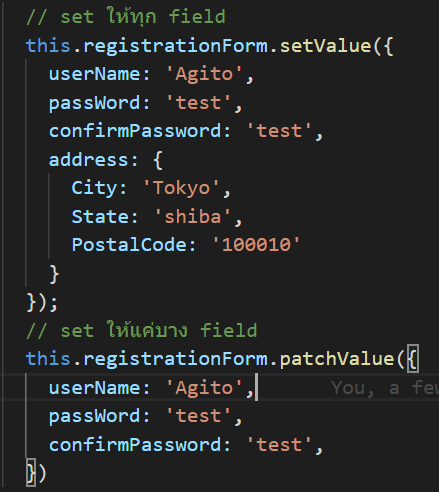 // set ให้ทุก field
this.registrationForm.setValue({
userName: 'Agito',
passWord: 'test',
confirmPassword: 'test',
address: {
City: 'Tokyo',
State: 'shiba',
PostalCode: '100010'
}
});
// set ให้แค่บาง field
this.registrationForm.patchValue({
userName: 'Agito', You, a few
passWord: 'test',
confirmPassword: 'test',
})